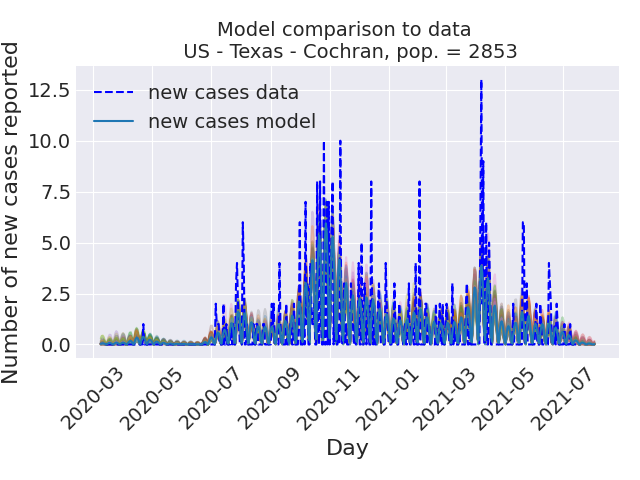 Model comparison to data
US - Texas - Cochran, pop. = 2853
Number of new cases reported
12.5
10.0
7.5
5.0
2.5
0.0
new cases data
new cases model
2020-03
2020-05
2020-07
2020-09
2020-11
2021-01
2021-03
2021-05
2021-07
Day